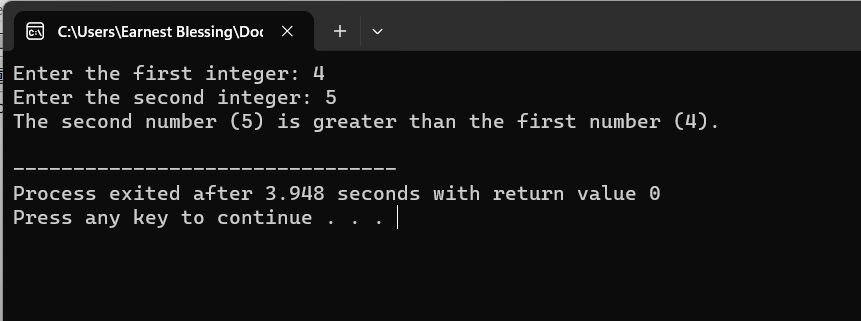 C:\Users\Earnest Blessing\Doc
Enter the first integer: 4
Enter the second integer: 5
The second number (5) is greater than the first number (4).
--------------------------------
Process exited after 3.948 seconds with return value 0
Press any key to continue . . .